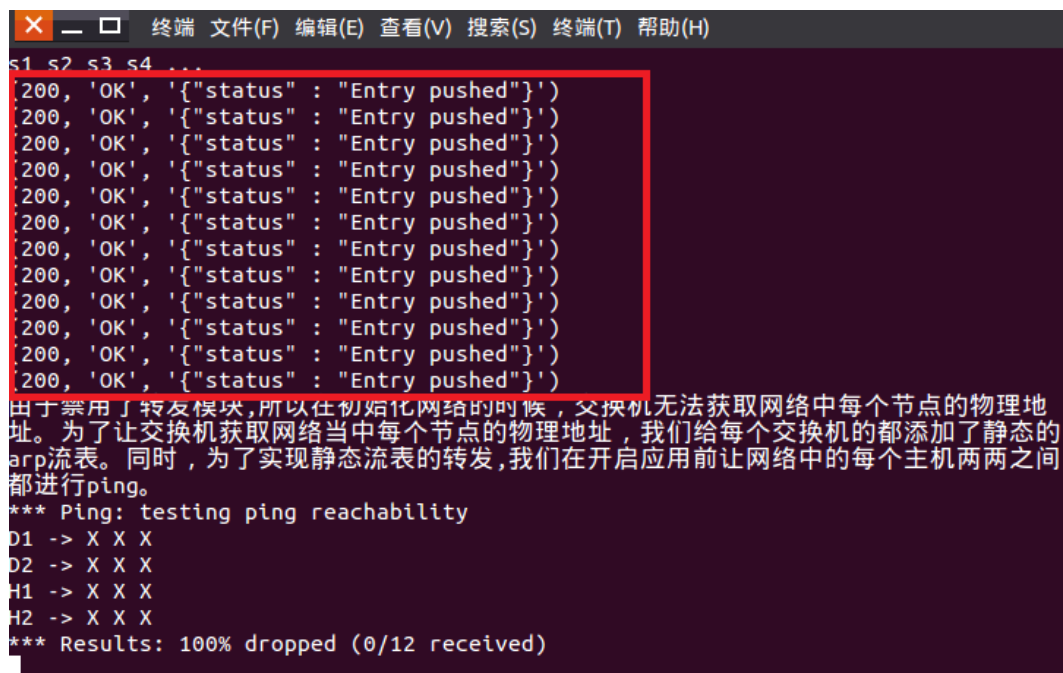 终端 文件(F) 编辑(E) 查看(V) 搜索(S) 终端(T) 帮助(H)
s1 s2 s3 s4 ...
(200, 'OK', '{"status" : "Entry pushed"}')
(200, 'OK', '{"status" : "Entry pushed"}')
(200, 'OK', '{"status" : "Entry pushed"}')
(200, 'OK', '{"status" : "Entry pushed"}')
(200, 'OK', '{"status" : "Entry pushed"}')
(200, 'OK', '{"status" : "Entry pushed"}')
(200, 'OK', '{"status" : "Entry pushed"}')
(200, 'OK', '{"status" : "Entry pushed"}')
(200, 'OK', '{"status" : "Entry pushed"}')
(200, 'OK', '{"status" : "Entry pushed"}')
(200, 'OK', '{"status" : "Entry pushed"}')
(200, 'OK', '{"status" : "Entry pushed"}')
由于禁用了转发模块,所以在初始化网络的时候，交换机无法获取网络中每个节点的物理地
址。为了让交换机获取网络当中每个节点的物理地址，我们给每个交换机的都添加了静态的
arp流表。同时，为了实现静态流表的转发,我们在开启应用前让网络中的每个主机两两之间
都进行ping。
*** Ping: testing ping reachability
D1 -> X X X
D2 -> X X X
H1 -> X X X
H2 -> X X X
*** Results: 100% dropped (0/12 received)